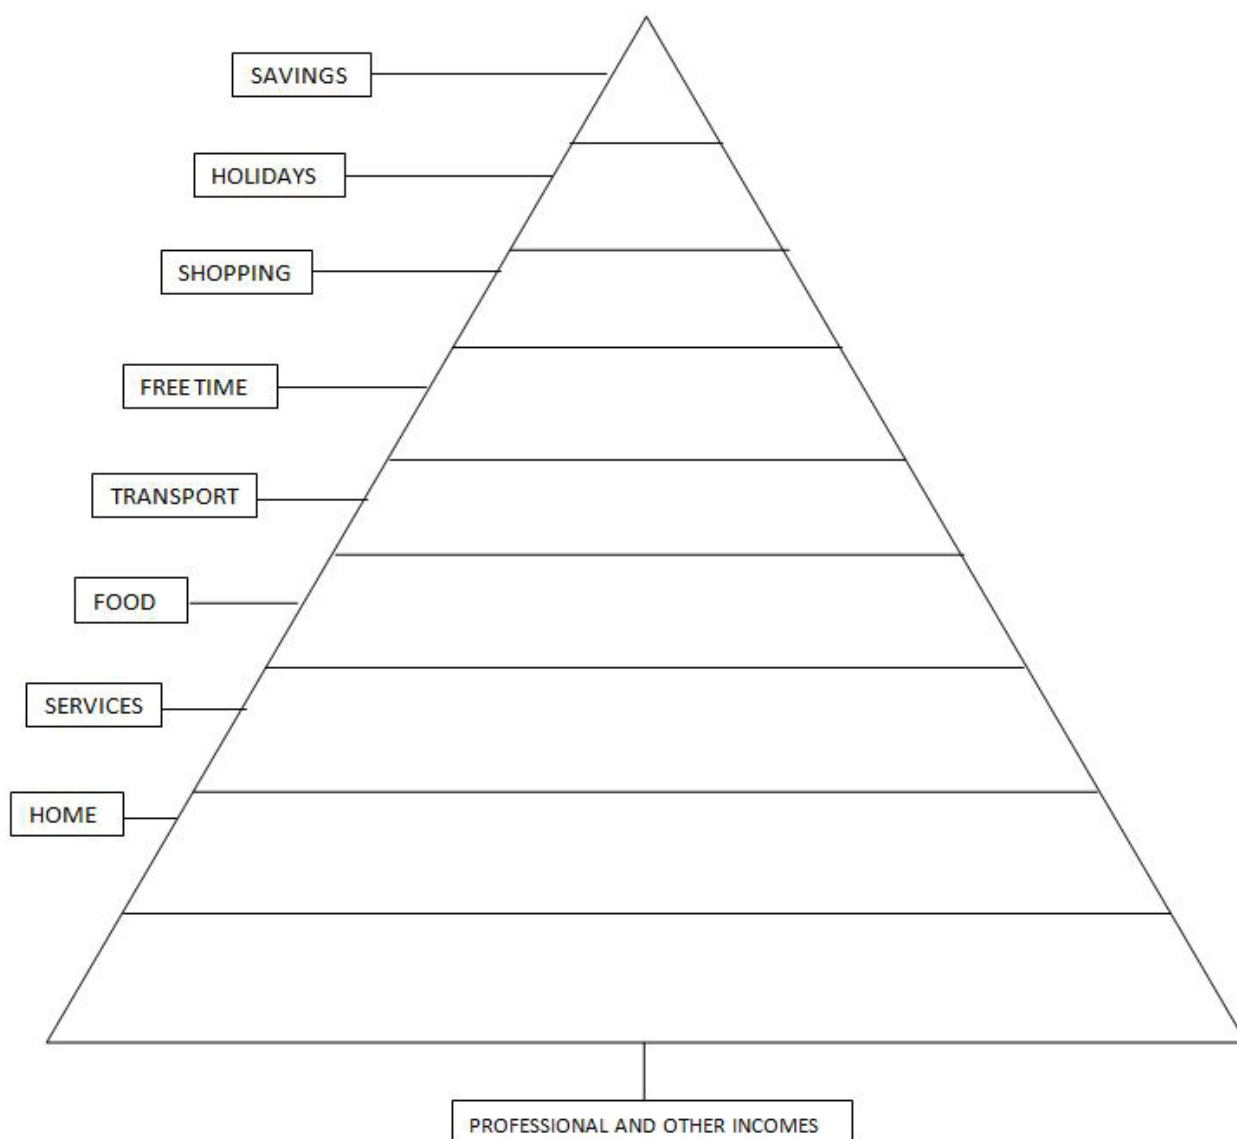 SAVINGS
HOLIDAYS
SHOPPING
FREE TIME
TRANSPORT
FOOD
SERVICES
HOME
PROFESSIONAL AND OTHER INCOMES